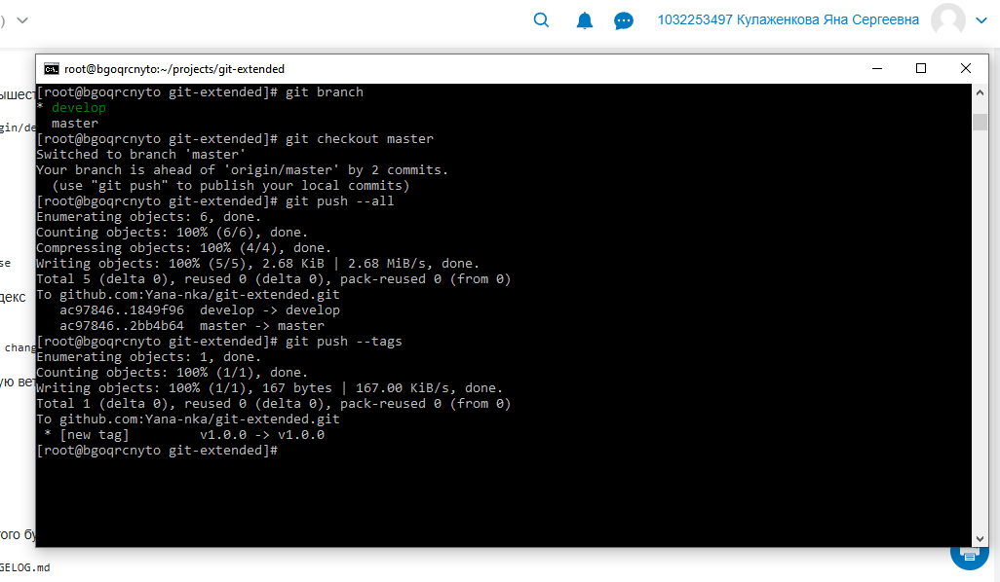 1032253497 Кулаженкова Яна Сергеевна
root@bgoqrcnyto:~/projects/git-extended
[root@bgoqrcnyto git-extended]# git branch
* develop
master
[root@bgoqrcnyto git-extended]# git checkout master
Switched to branch 'master'
Your branch is ahead of 'origin/master' by 2 commits.
(use "git push" to publish your local commits)
[root@bgoqrcnyto git-extended]# git push --all
Enumerating objects: 6, done.
Counting objects: 100% (6/6), done.
Compressing objects: 100% (4/4), done.
Writing objects: 100% (5/5), 2.68 KiB | 2.68 MiB/s, done.
Total 5 (delta 0), reused 0 (delta 0), pack-reused 0 (from 0)
To github.com:Yana-nka/git-extended.git
ac97846..1849f96  develop -> develop
ac97846..2bb4b64  master -> master
[root@bgoqrcnyto git-extended]# git push --tags
Enumerating objects: 1, done.
Counting objects: 100% (1/1), done.
Writing objects: 100% (1/1), 167 bytes | 167.00 KiB/s, done.
Total 1 (delta 0), reused 0 (delta 0), pack-reused 0 (from 0)
To github.com:Yana-nka/git-extended.git
* [new tag]         v1.0.0 -> v1.0.0
[root@bgoqrcnyto git-extended]#
GELOG.md